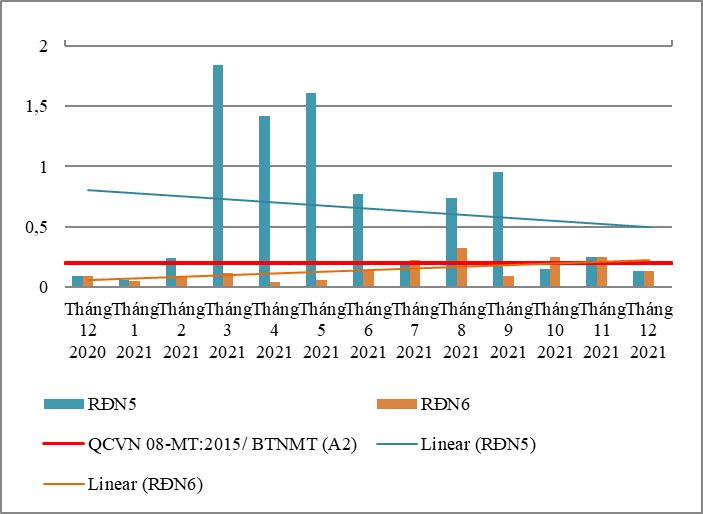 2
1,5
1
0,5
0
Tháng Tháng Tháng Tháng Tháng Tháng Tháng Tháng Tháng Tháng Tháng Tháng Tháng
12 1 2 3 4 5 6 7 8 9 10 11 12
2020 2021 2021 2021 2021 2021 2021 2021 2021 2021 2021 2021 2021
RĐN5 RĐN6
QCVN 08-MT:2015/ BTNMT (A2) Linear (RĐN5)
Linear (RĐN6)